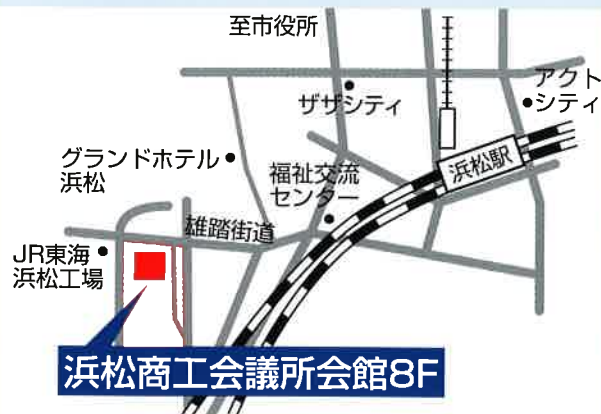 至市役所
アクト
シティ
ザザシティ
グランドホテル
浜松
福祉交流
センター
浜松駅
雄踏街道
JR東海
浜松工場
浜松商工会議所会館8F